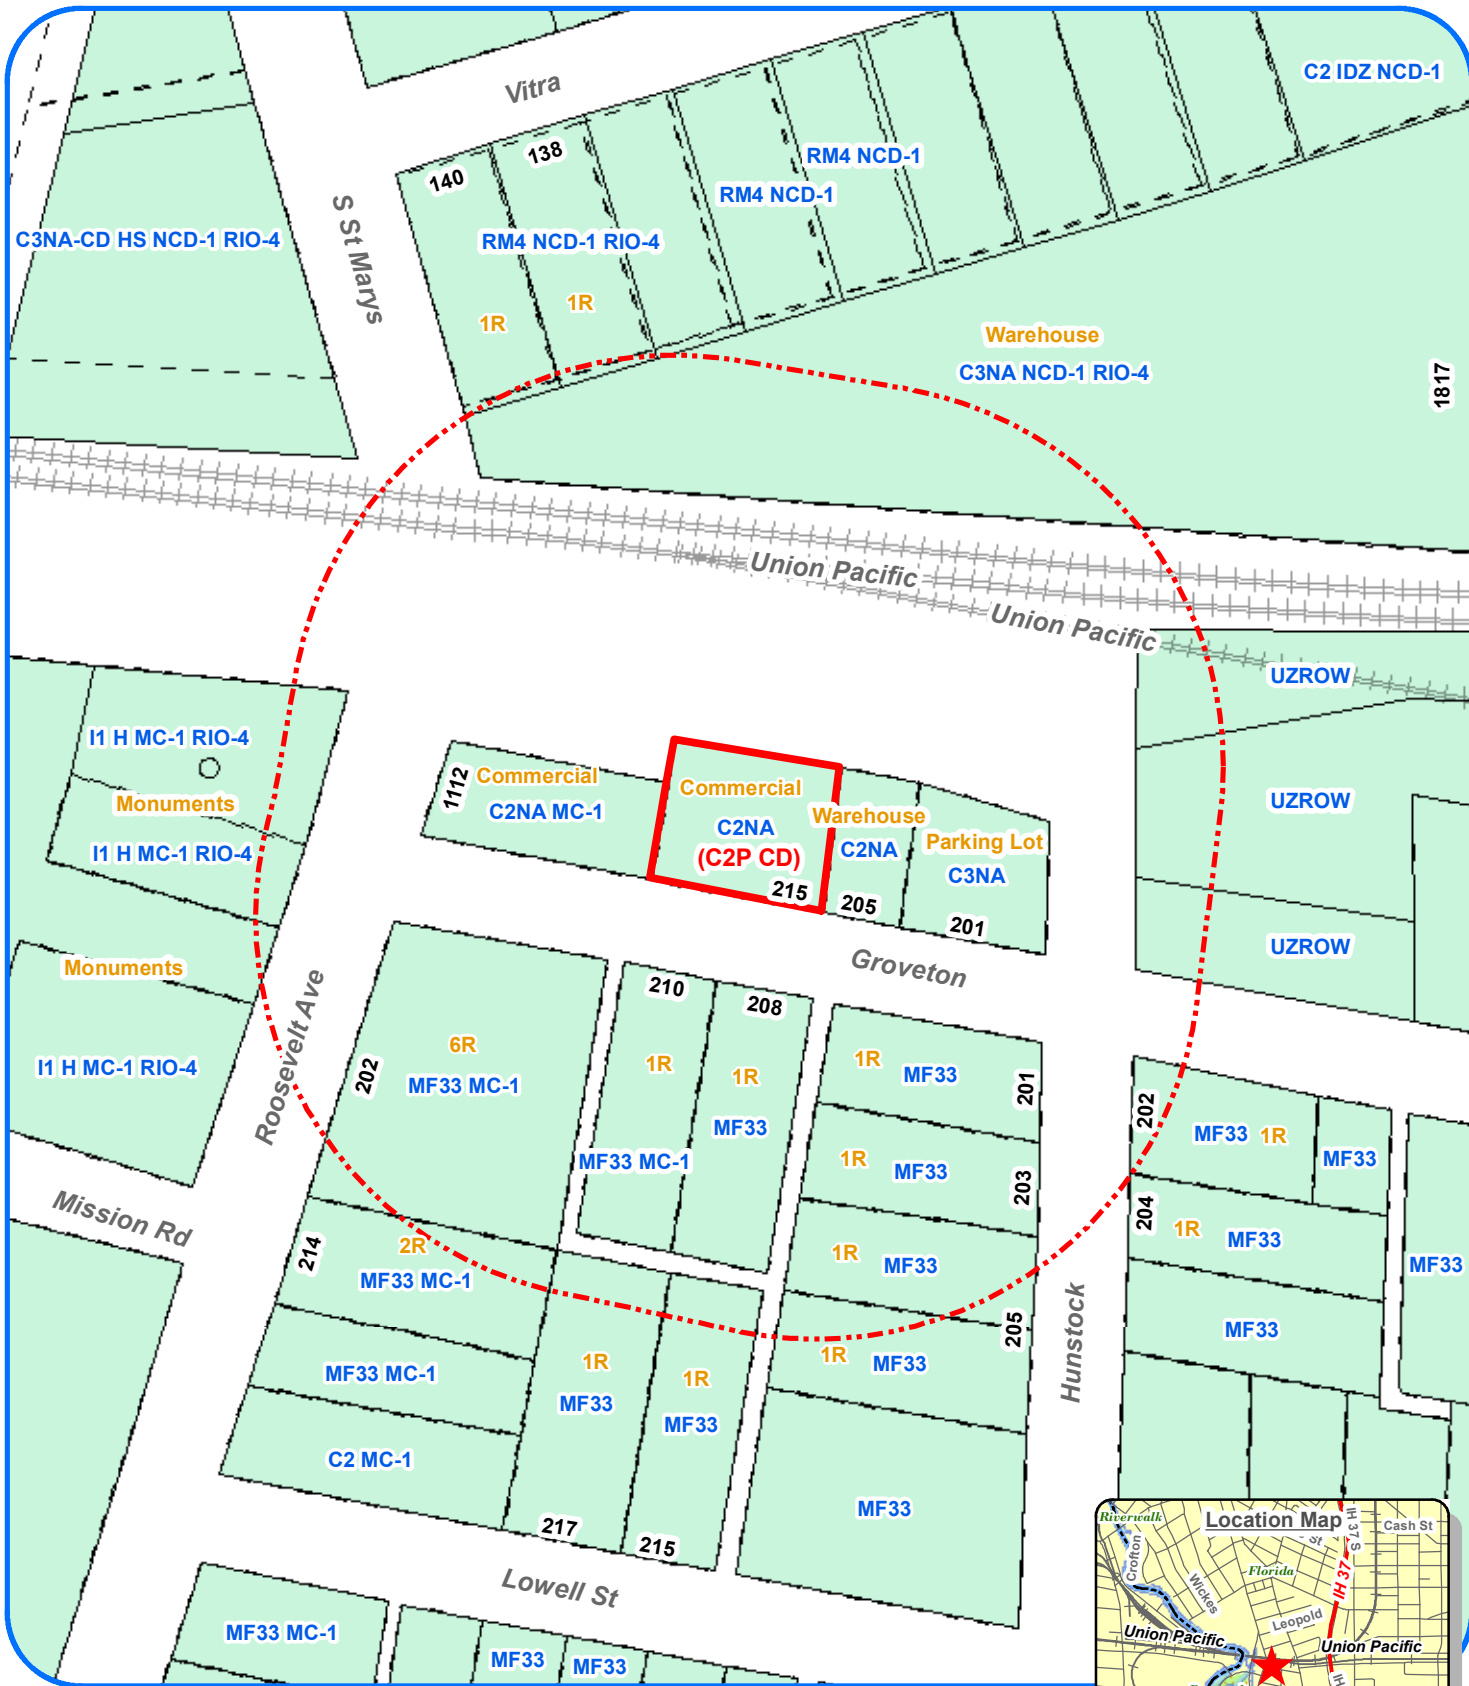 C2 IDZ NCD-1
Vitra
138
140
RM4 NCD-1
RM4 NCD-1
S St Marys
C3NA-CD HS NCD-1 RIO-4
RM4 NCD-1 RIO-4
1R
1R
Warehouse
C3NA NCD-1 RIO-4
1817
Union Pacific
Union Pacific
UZROW
I1 H MC-1 RIO-4
Monuments
I1 H MC-1 RIO-4
1112
Commercial
C2NA MC-1
Commercial
C2NA
(C2P CD)
215
Warehouse
C2NA
205
Parking Lot
C3NA
201
UZROW
UZROW
Groveton
Monuments
I1 H MC-1 RIO-4
Roosevelt Ave
202
6R
MF33 MC-1
210
1R
MF33 MC-1
208
1R
MF33
1R
MF33
201
1R
MF33
203
1R
MF33
205
1R
MF33
202
MF33
1R
MF33
204
1R
MF33
MF33
MF33
Mission Rd
214
2R
MF33 MC-1
MF33 MC-1
C2 MC-1
1R
MF33
217
1R
MF33
215
MF33
Hunstock
Lowell St
MF33 MC-1
MF33
MF33
Location Map
Riverwalk
Crofton
Wickes
St
IH 37 S
Cash St
Florida
IH 37
Leopold
Union Pacific
Union Pacific
IH